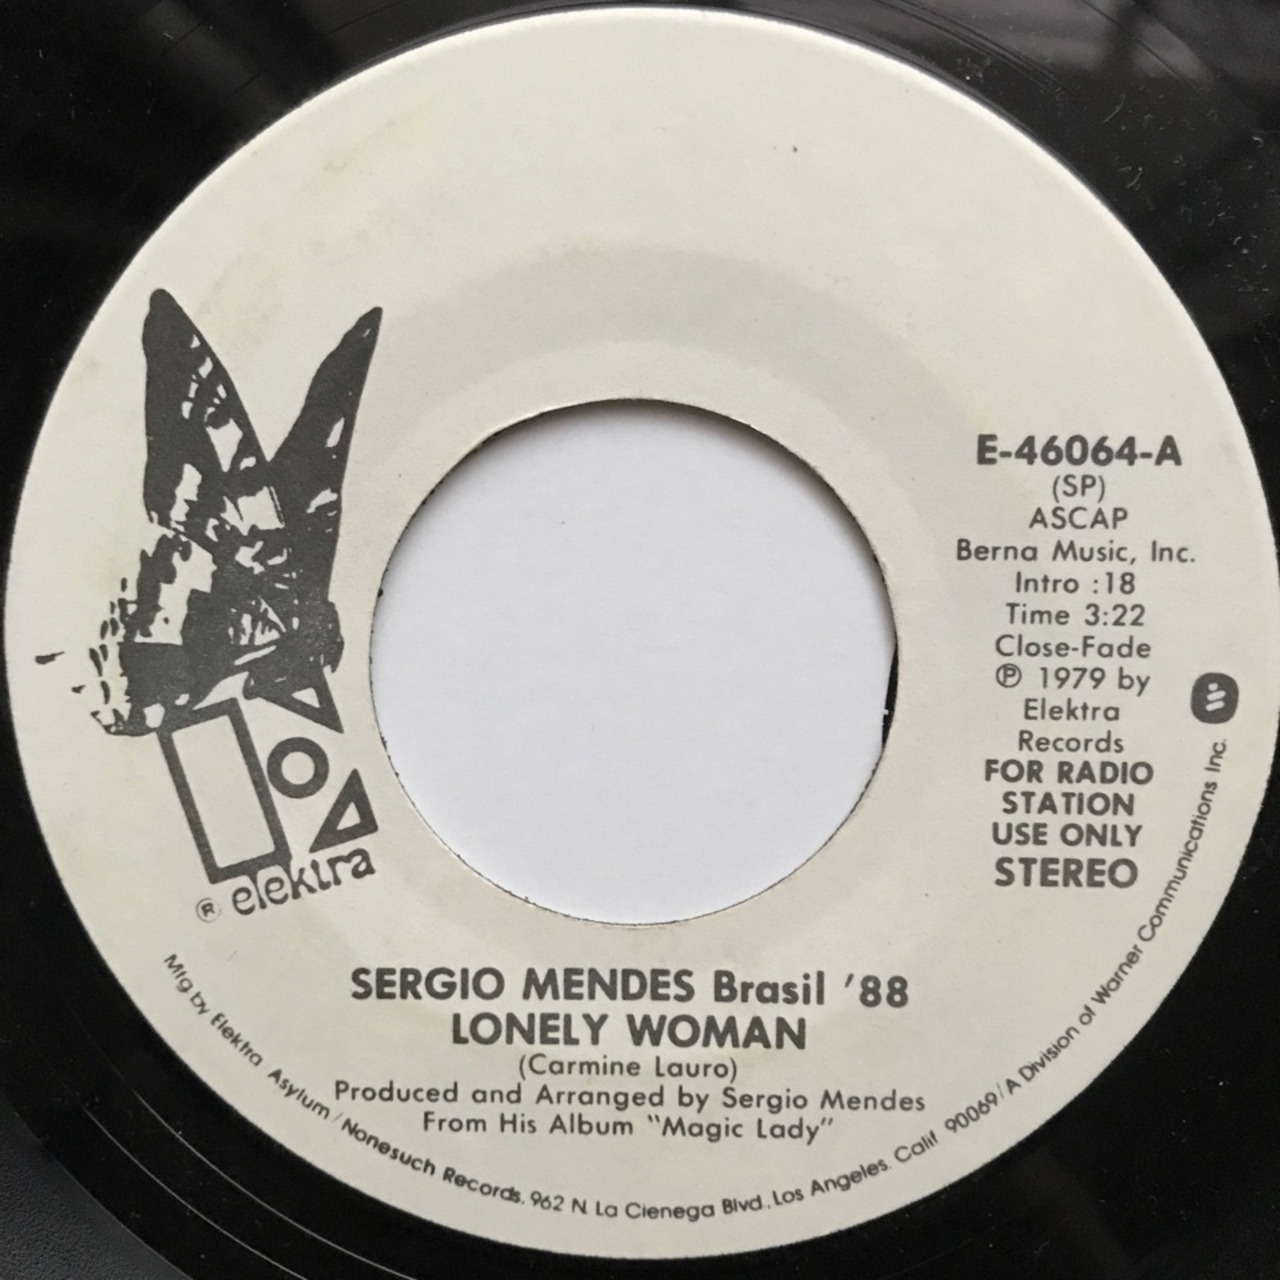 E-46064-A
(SP)
ASCAP
Berna Music, Inc.
Intro :18
Time 3:22
Close-Fade
℗ 1979 by
Elektra
Records
FOR RADIO
STATION
USE ONLY
STEREO
® elektra
SERGIO MENDES Brasil '88
LONELY WOMAN
(Carmine Lauro)
Produced and Arranged by Sergio Mendes
From His Album "Magic Lady"
Mfg by Elektra Asylum/Nonesuch Records. 962 N. La Cienega Blvd., Los Angeles. Calif 90069/A Division of Warner Communications Inc.